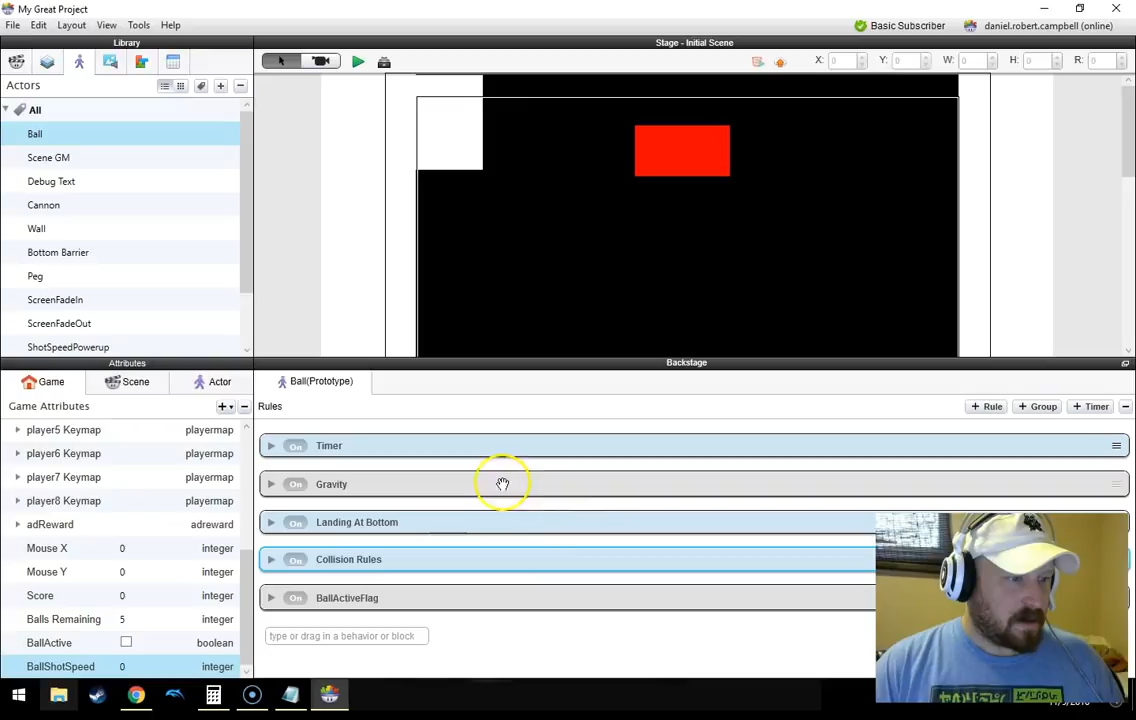 My Great Project
File Edit Layout View Tools Help
Basic Subscriber
daniel.robert.campbell (online)
Library
Stage - Initial Scene
X: 0 Y: 0 W: 0 H: 0 R: 0
Actors
All
Ball
Scene GM
Debug Text
Cannon
Wall
Bottom Barrier
Peg
ScreenFadeIn
ScreenFadeOut
ShotSpeedPowerup
Attributes
Backstage
Game Scene Actor
Ball(Prototype)
Game Attributes
Rules
+ Rule + Group + Timer
player5 Keymap playermap
player6 Keymap playermap
player7 Keymap playermap
player8 Keymap playermap
adReward adreward
Mouse X 0 integer
Mouse Y 0 integer
Score 0 integer
Balls Remaining 5 integer
BallActive boolean
BallShotSpeed 0 integer
On Timer
On Gravity
On Landing At Bottom
On Collision Rules
On BallActiveFlag
type or drag in a behavior or block